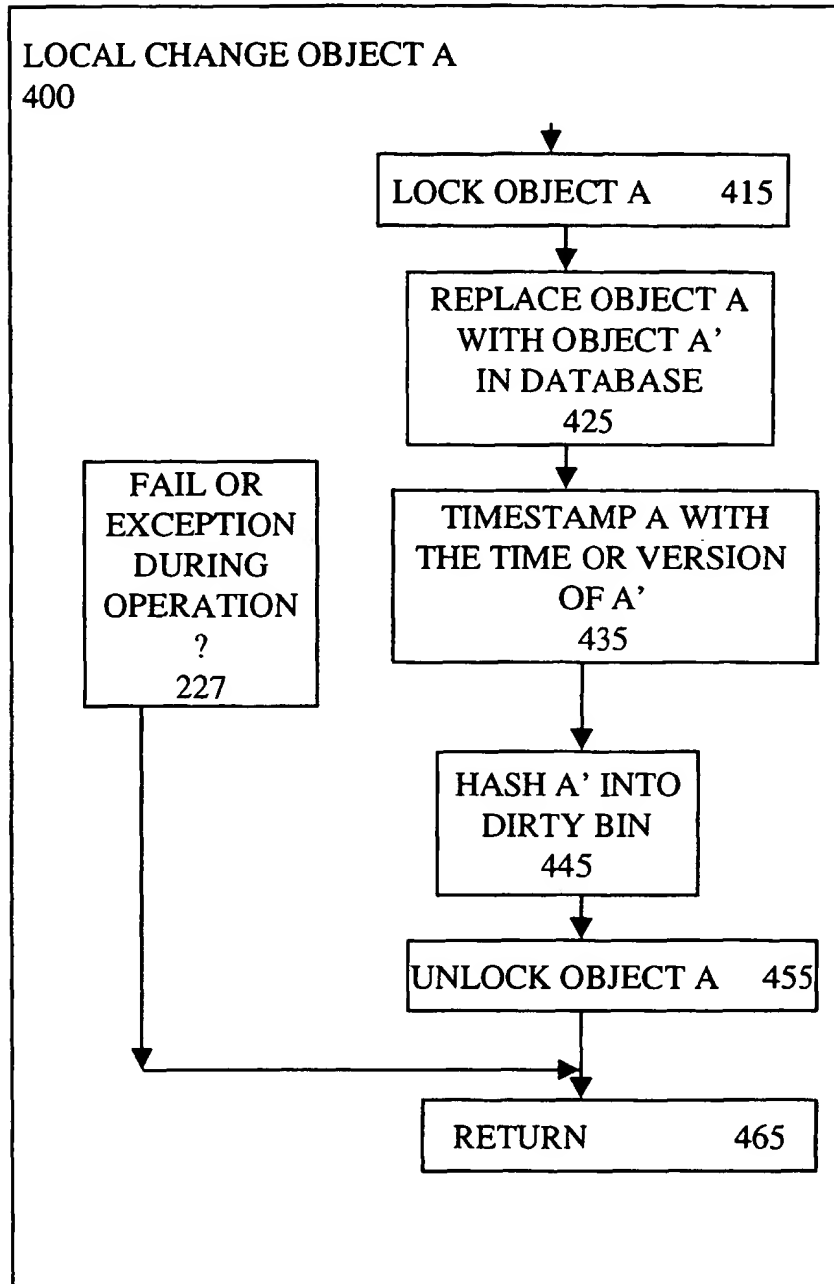 LOCAL CHANGE OBJECT A
400
LOCK OBJECT A 415
REPLACE OBJECT A
WITH OBJECT A'
IN DATABASE
425
FAIL OR
EXCEPTION
DURING
OPERATION
?
227
TIMESTAMP A WITH
THE TIME OR VERSION
OF A'
435
HASH A' INTO
DIRTY BIN
445
UNLOCK OBJECT A 455
RETURN 465